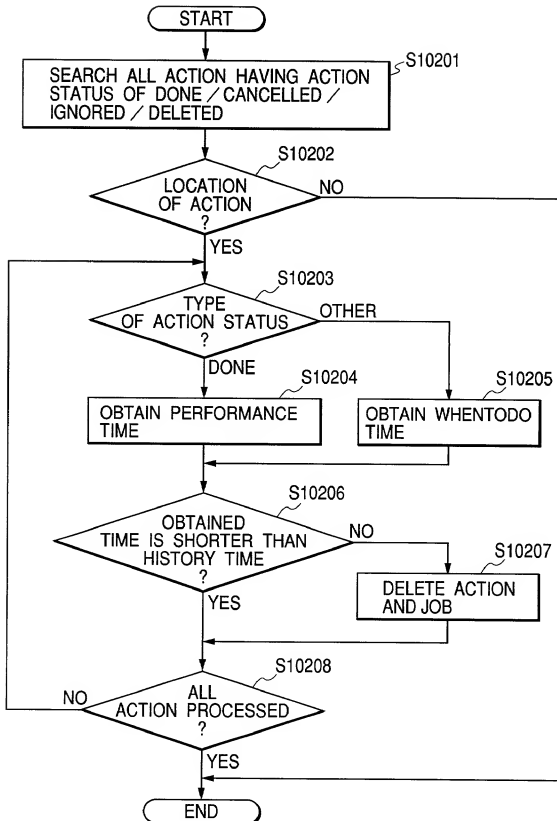 START
S10201
SEARCH ALL ACTION HAVING ACTION
STATUS OF DONE / CANCELLED /
IGNORED / DELETED
S10202
LOCATION
OF ACTION
?
NO
YES
S10203
TYPE
OF ACTION STATUS
?
OTHER
DONE
S10204
OBTAIN PERFORMANCE
TIME
S10205
OBTAIN WHENTODO
TIME
S10206
OBTAINED
TIME IS SHORTER THAN
HISTORY TIME
?
NO
YES
S10207
DELETE ACTION
AND JOB
S10208
ALL
ACTION PROCESSED
?
NO
YES
END